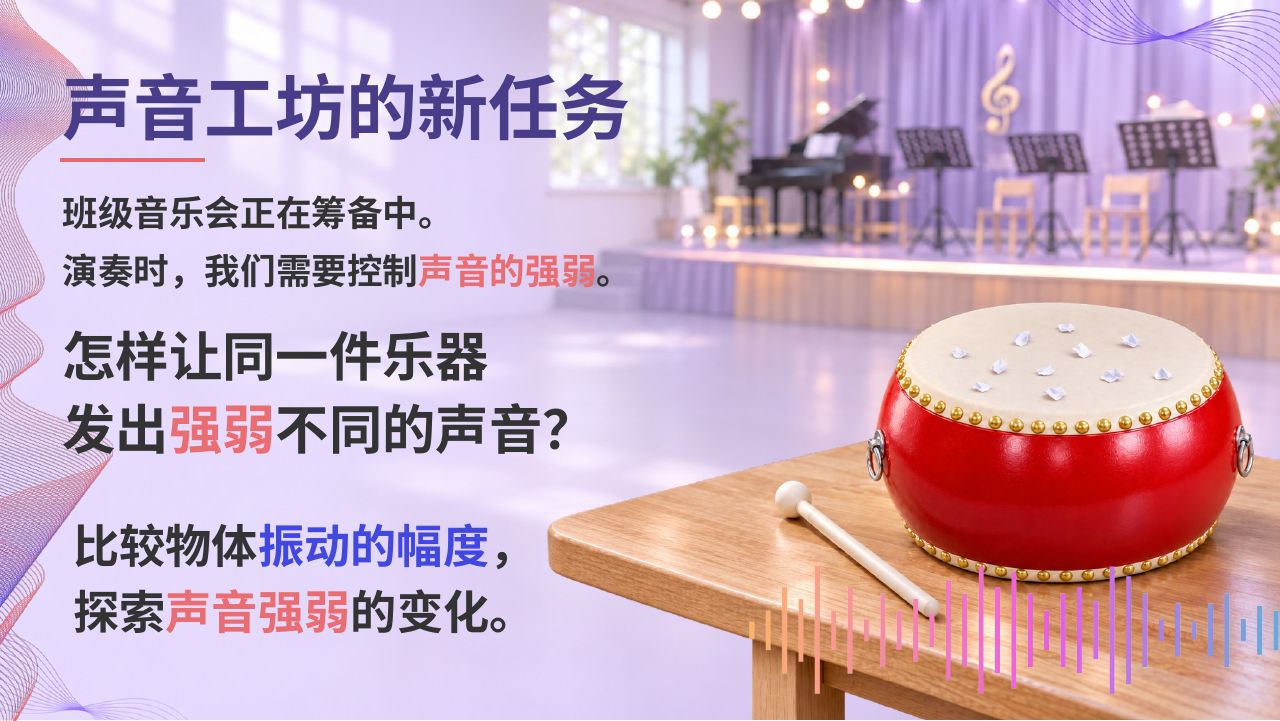 声音工坊的新任务
班级音乐会正在筹备中。
演奏时，我们需要控制声音的强弱。
怎样让同一件乐器
发出强弱不同的声音？
比较物体振动的幅度，
探索声音强弱的变化。